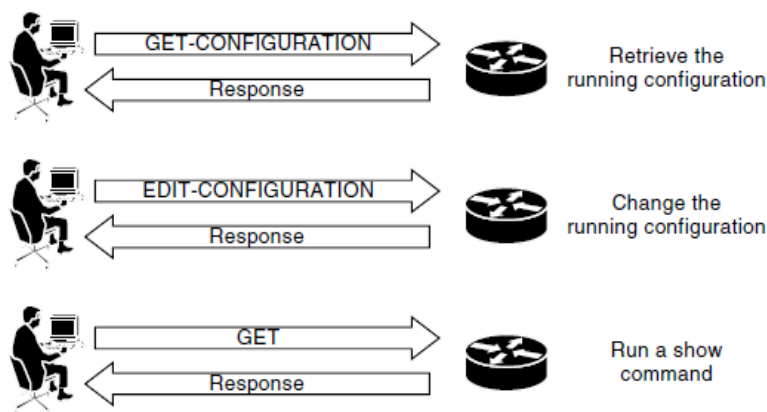 GET-CONFIGURATION
Response
Retrieve the
running configuration
EDIT-CONFIGURATION
Response
Change the
running configuration
GET
Response
Run a show
command